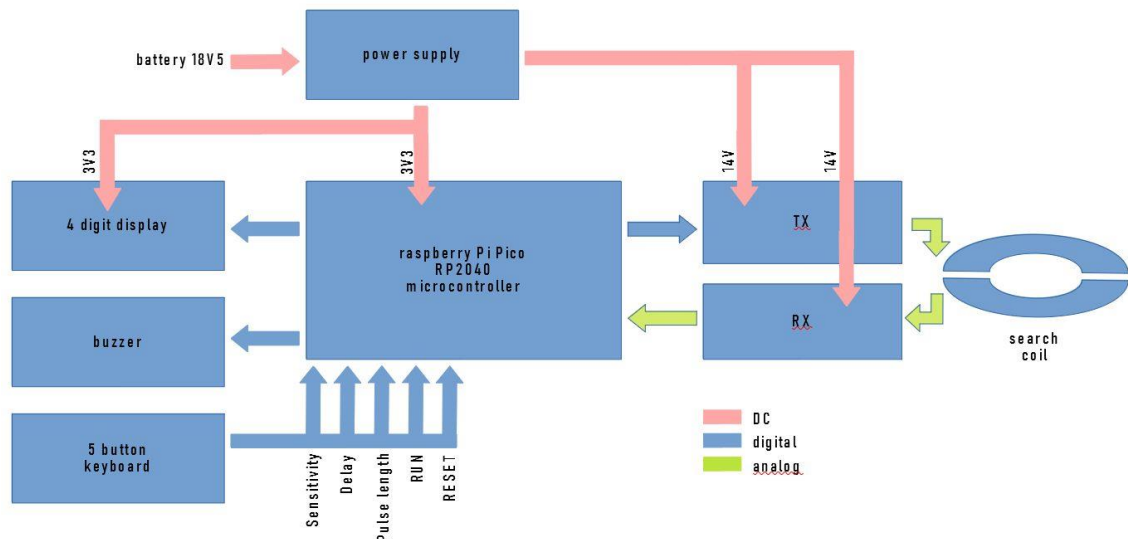 power supply
battery 18V5
3V3
3V3
14V
14V
4 digit display
raspberry Pi Pico
RP2040
microcontroller
TX
RX
buzzer
search
coil
5 button
keyboard
Sensitivity
Delay
Pulse length
RUN
RESET
DC
digital
analog